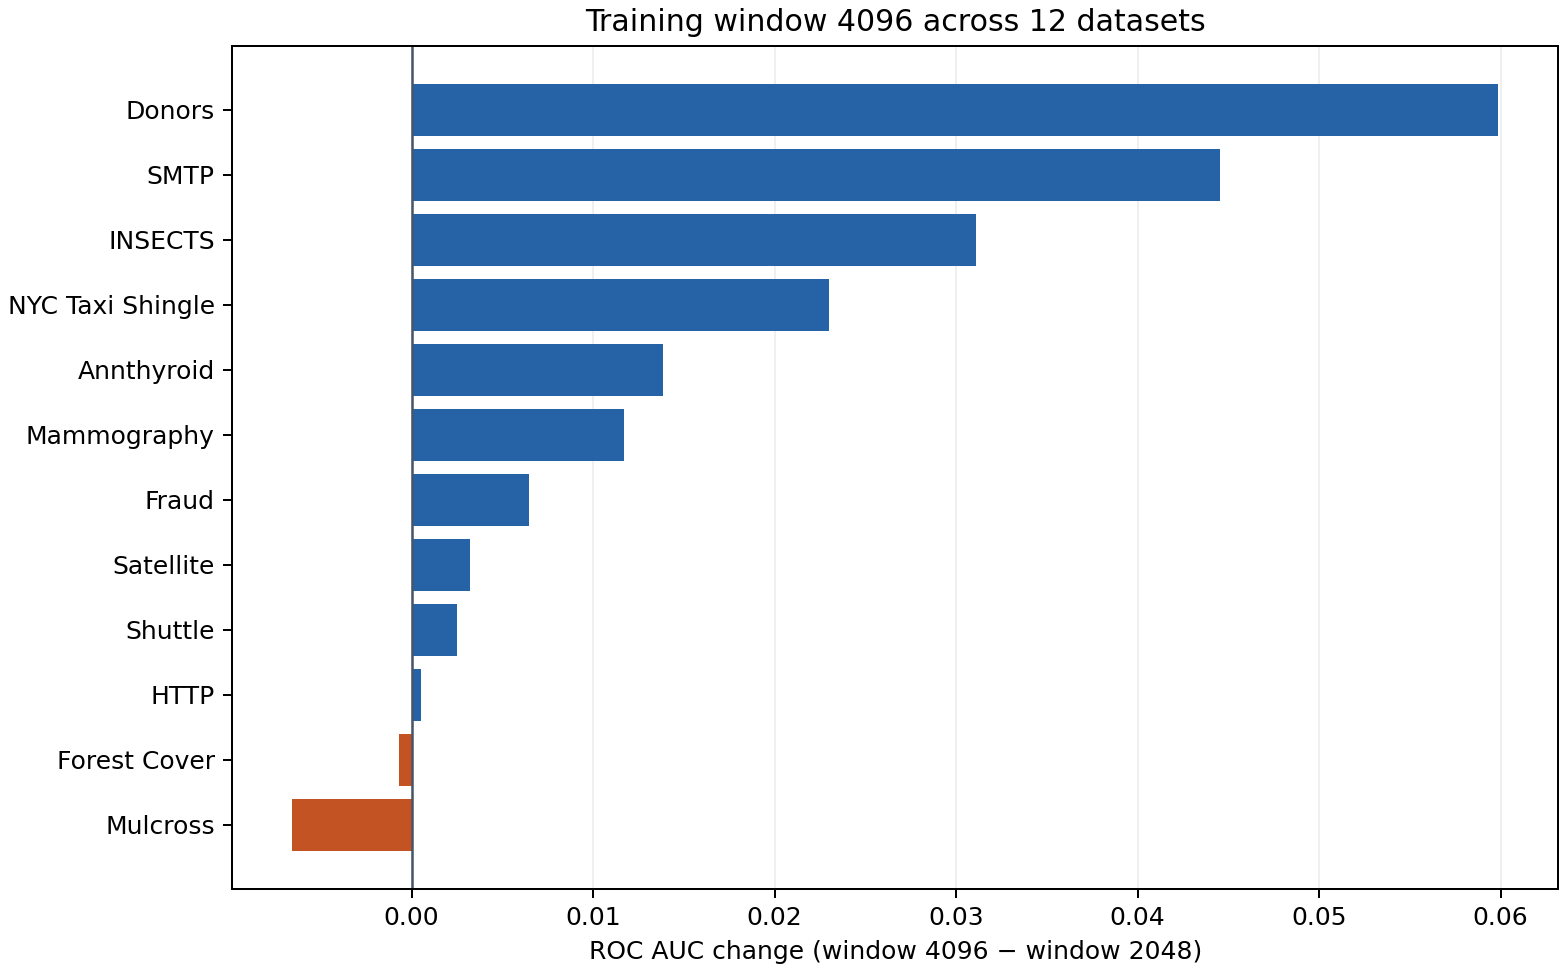 Training window 4096 across 12 datasets
Donors
SMTP
INSECTS
NYC Taxi Shingle
Annthyroid
Mammography
Fraud
Satellite
Shuttle
HTTP
Forest Cover
Mulcross
0.00 0.01 0.02 0.03 0.04 0.05 0.06
ROC AUC change (window 4096 − window 2048)